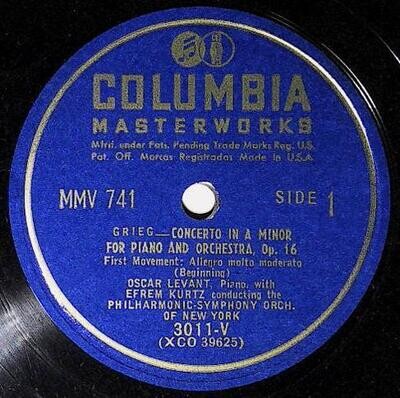 COLUMBIA
MASTERWORKS
Mfrd. under Pats. Pending Trade Marks Reg. U.S.
Pat. Off. Marcas Registradas Made in U.S.A.
MMV 741
SIDE 1
GRIEG—CONCERTO IN A MINOR
FOR PIANO AND ORCHESTRA, Op. 16
First Movement: Allegro molto moderato
(Beginning)
OSCAR LEVANT, Piano, with
EFREM KURTZ conducting the
PHILHARMONIC-SYMPHONY ORCH.
OF NEW YORK
3011-V
(XCO 39625)